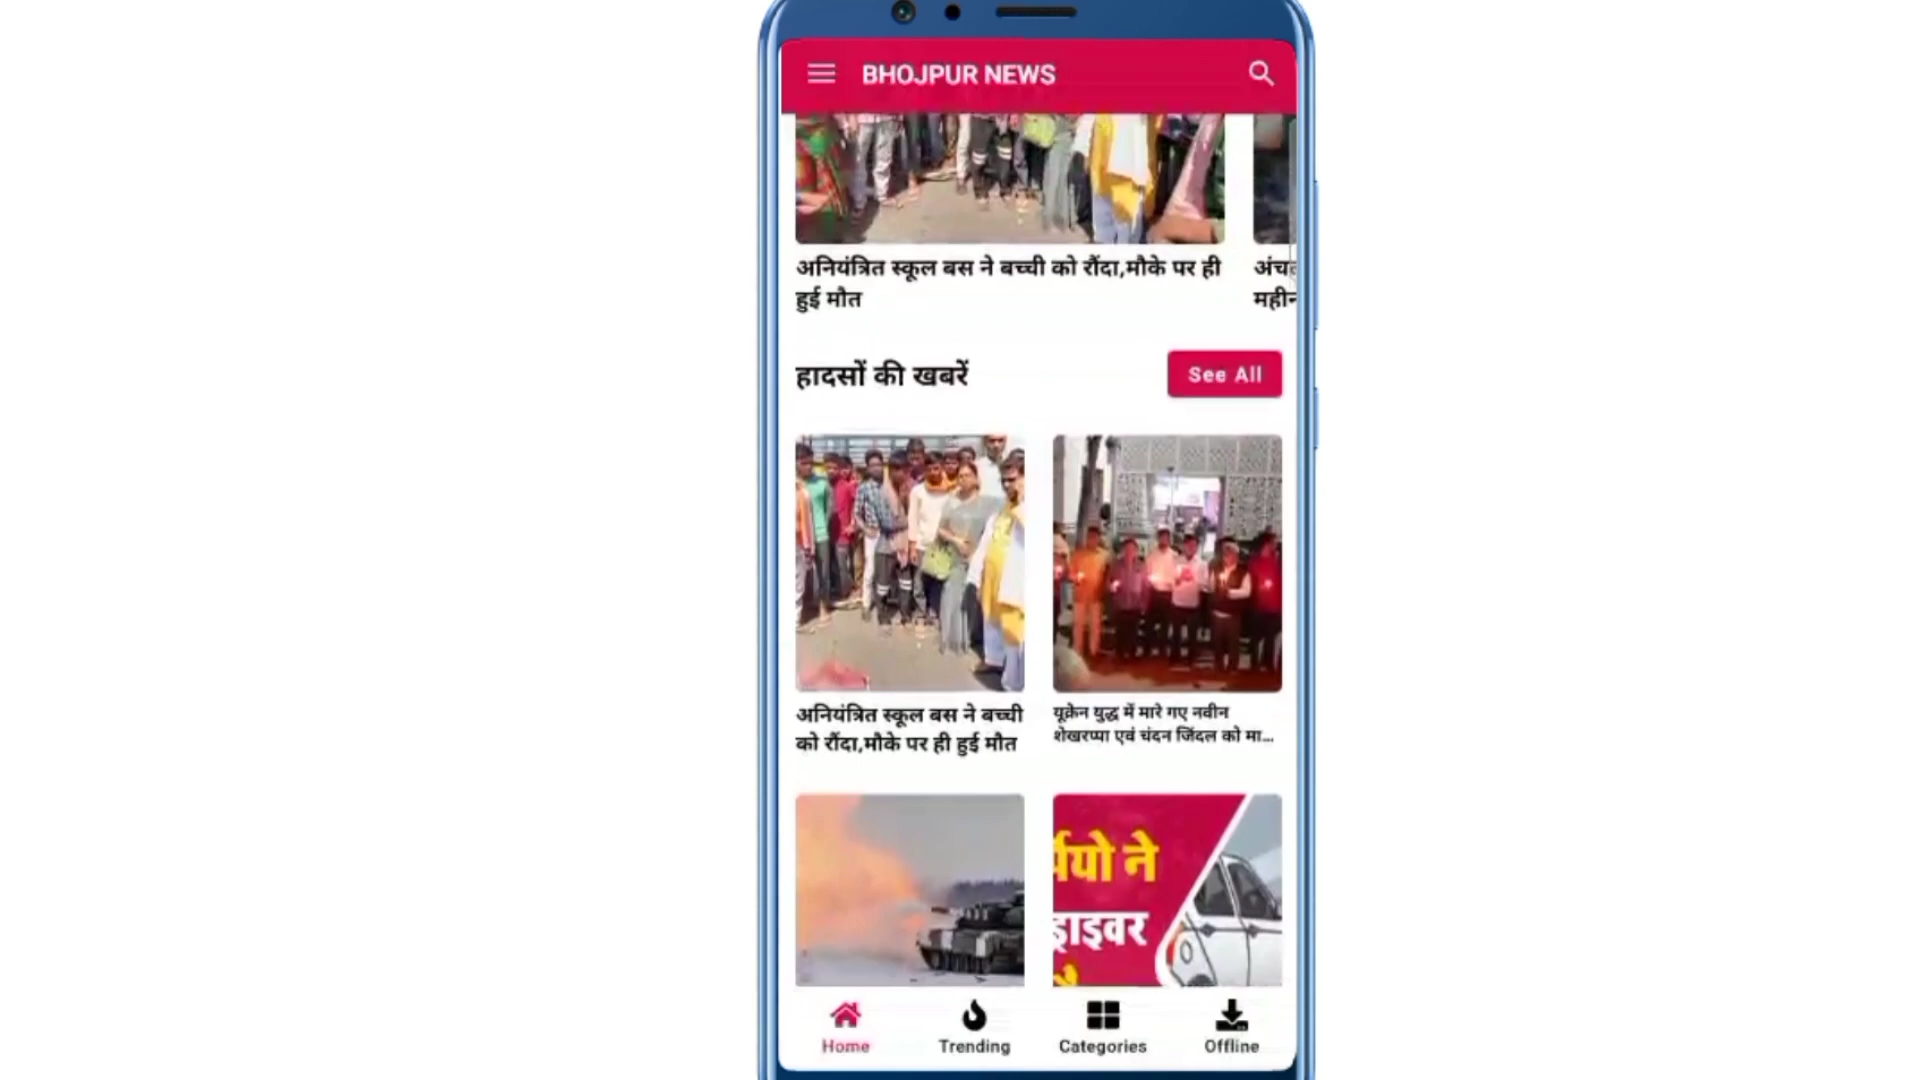 BHOJPUR NEWS
अनियंत्रित स्कूल बस ने बच्ची को रौंदा,मौके पर ही
हुई मौत
हादसों की खबरें
See All
अनियंत्रित स्कूल बस ने बच्ची
को रौंदा,मौके पर ही हुई मौत
यूक्रेन युद्ध में मारे गए नवीन
शेखरप्पा एवं चंदन जिंदल को मा...
ने
ड्राइवर
Home
Trending
Categories
Offline